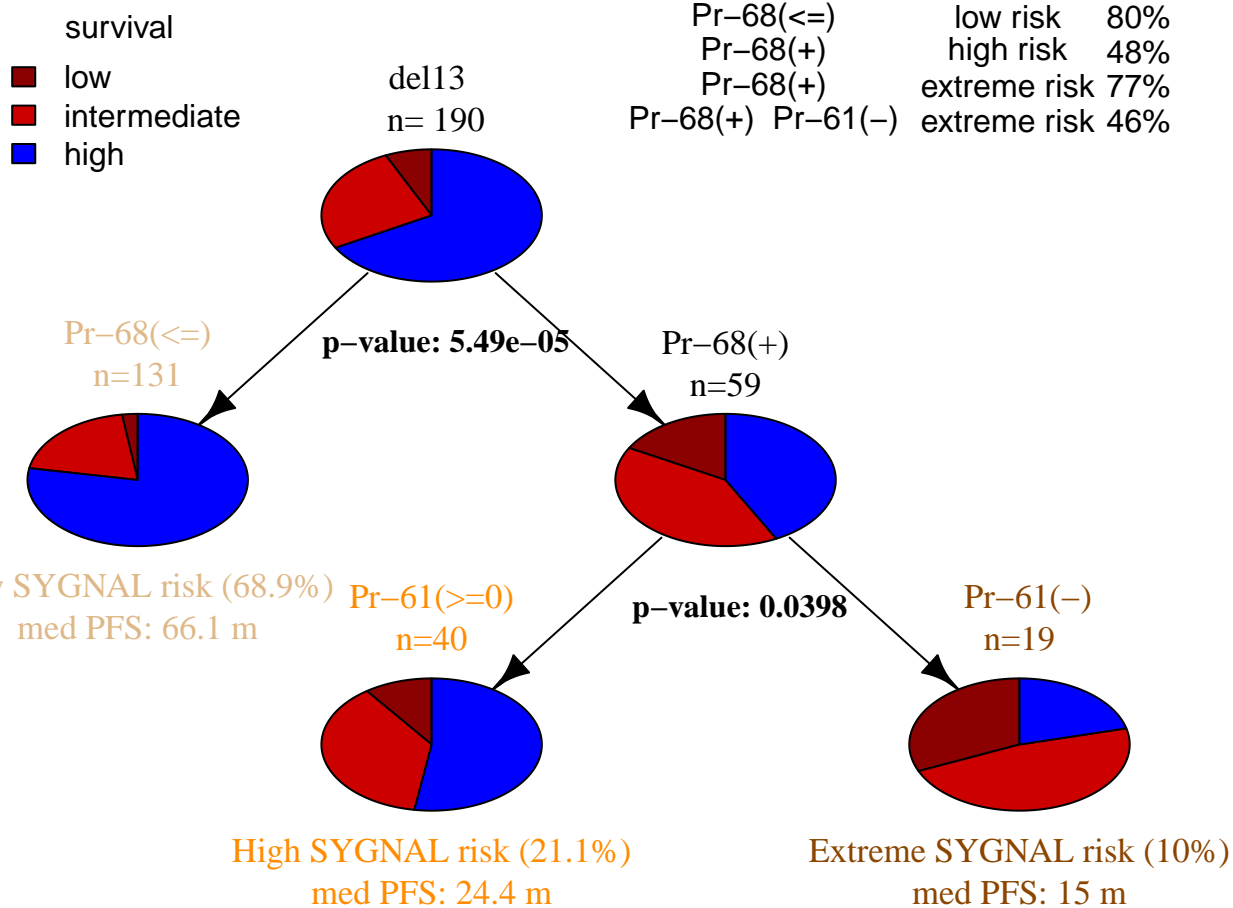 survival
low
intermediate
high
Pr−68(<=) low risk 80%
Pr−68(+) high risk 48%
Pr−68(+) extreme risk 77%
Pr−68(+) Pr−61(−) extreme risk 46%
del13
n= 190
Pr−68(<=)
n=131
p−value: 5.49e−05
Pr−68(+)
n=59
SYGNAL risk (68.9%)
med PFS: 66.1 m
Pr−61(>=0)
n=40
p−value: 0.0398
Pr−61(−)
n=19
High SYGNAL risk (21.1%)
med PFS: 24.4 m
Extreme SYGNAL risk (10%)
med PFS: 15 m